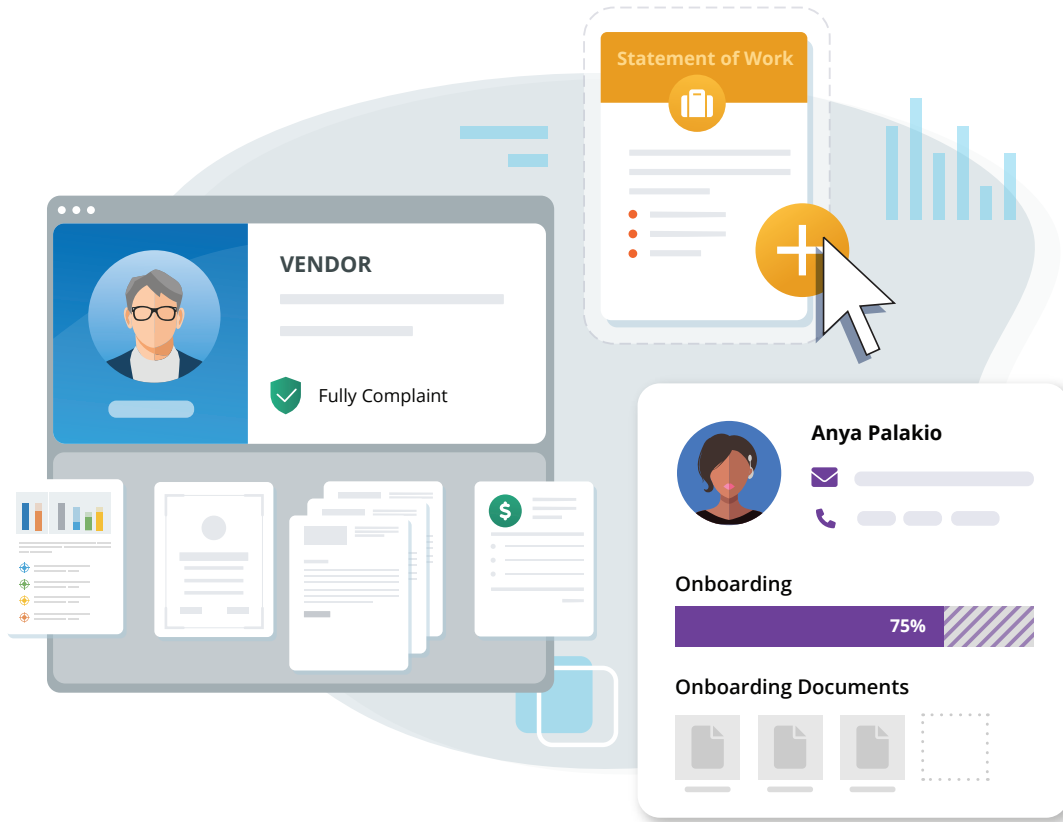 Statement of Work
VENDOR
Fully Complaint
Anya Palakio
Onboarding
75%
Onboarding Documents